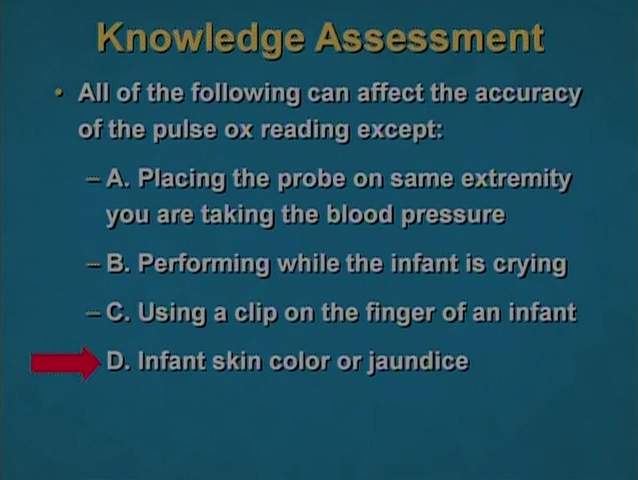 Knowledge Assessment
• All of the following can affect the accuracy
of the pulse ox reading except:
– A. Placing the probe on same extremity
you are taking the blood pressure
– B. Performing while the infant is crying
– C. Using a clip on the finger of an infant
D. Infant skin color or jaundice